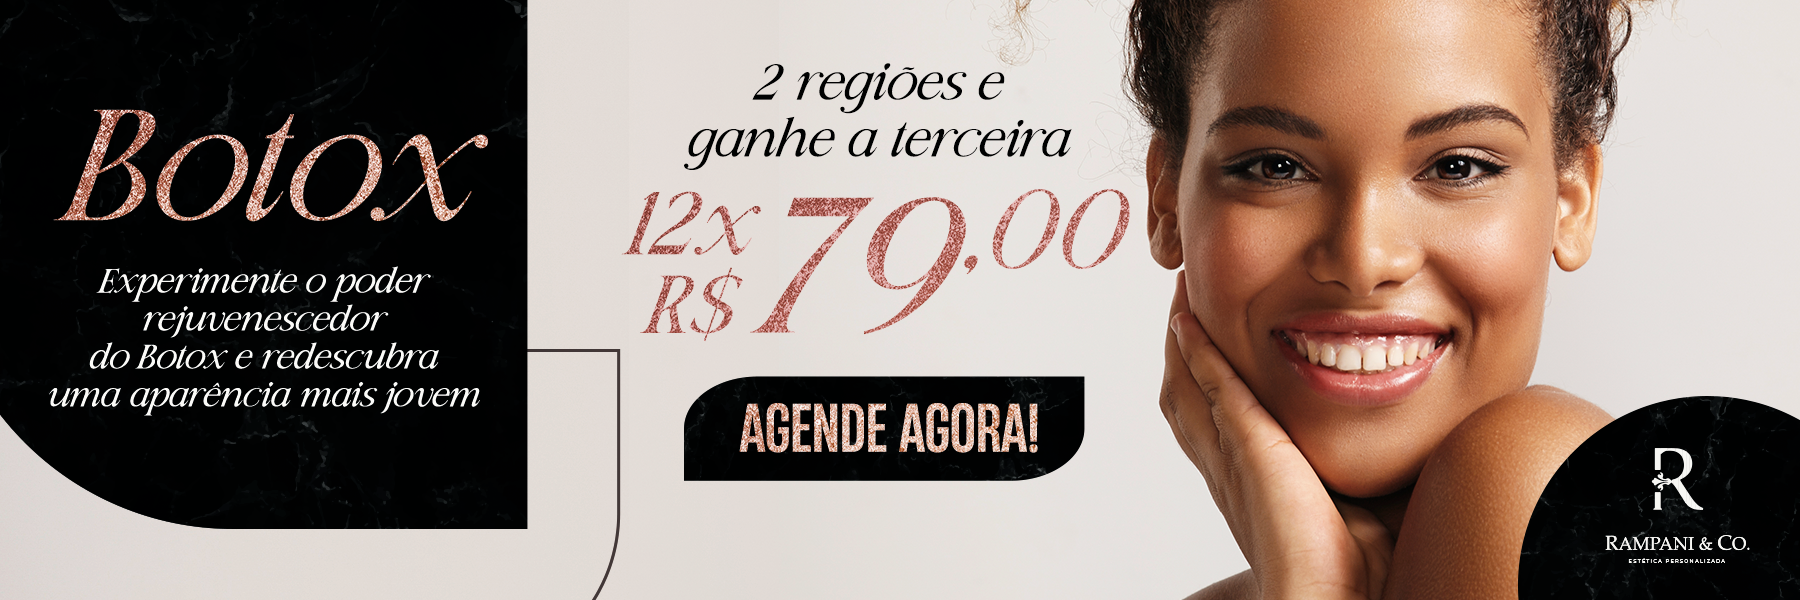 Botox
Experimente o poder
rejuvenescedor
do Botox e redescubra
uma aparência mais jovem
2 regiões e
ganhe a terceira
12x
R$
79,00
AGENDE AGORA!
R
RAMPANI & CO.
ESTÉTICA PERSONALIZADA